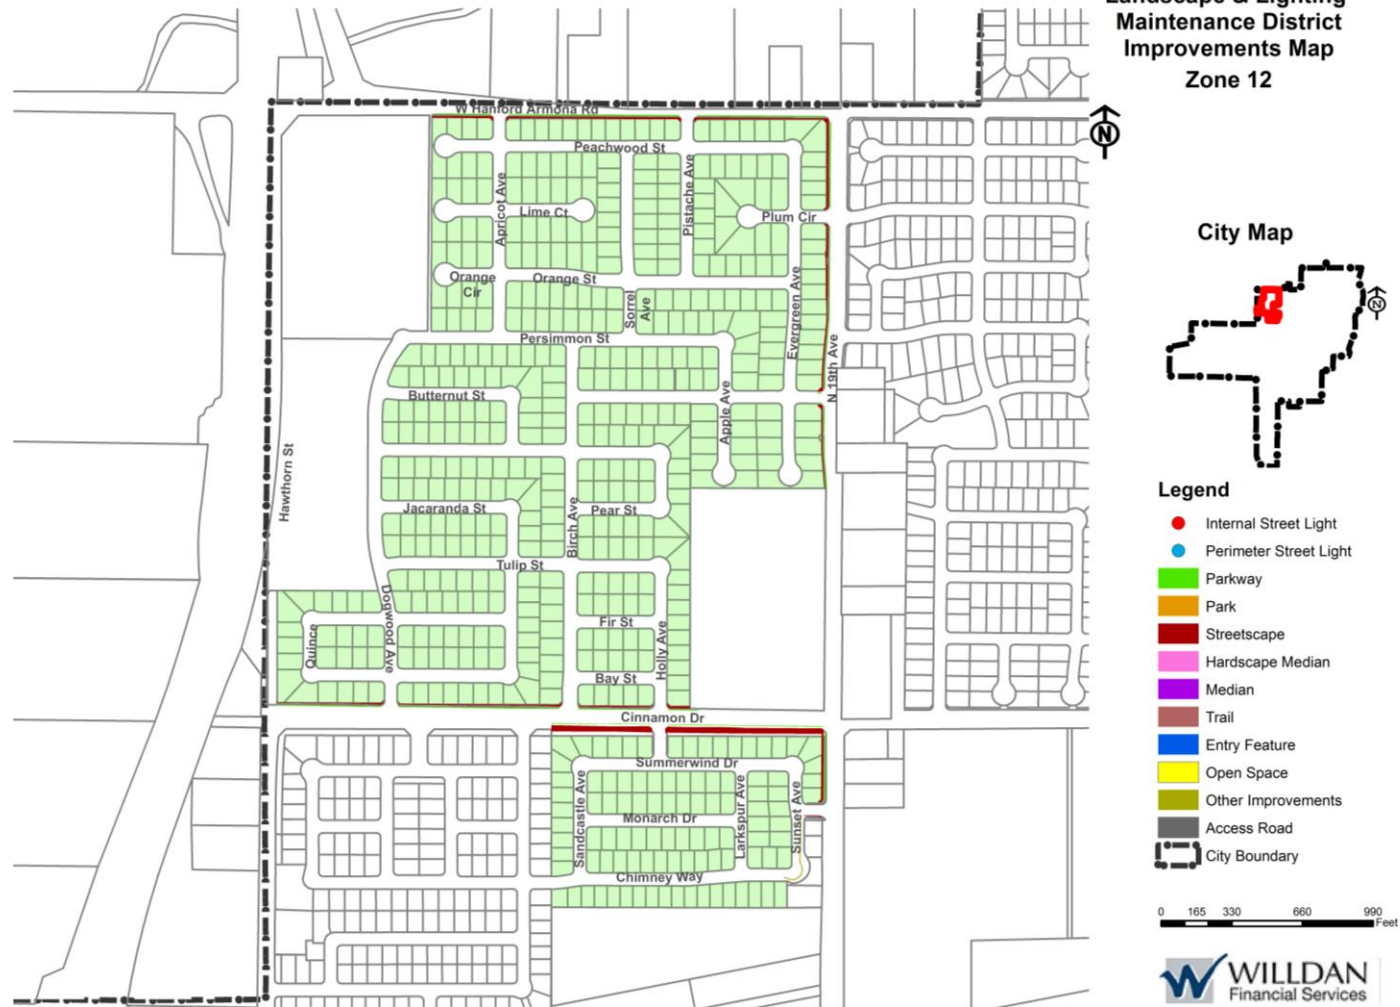 Landscape & Lighting
Maintenance District
Improvements Map
Zone 12
N
W Hanford Armona Rd
Peachwood St
Apricot Ave
Lime Ct
Pistache Ave
Plum Cir
Orange
Cir
Orange St
Sorrel
Ave
Evergreen Ave
Persimmon St
N 19th Ave
Butternut St
Apple Ave
Hawthorn St
Jacaranda St
Birch Ave
Pear St
Tulip St
Dogwood Ave
Quince
Fir St
Holly Ave
Bay St
Cinnamon Dr
Summerwind Dr
Sandcastle Ave
Larkspur Ave
Sunset Ave
Monarch Dr
Chimney Way
City Map
N
Legend
Internal Street Light
Perimeter Street Light
Parkway
Park
Streetscape
Hardscape Median
Median
Trail
Entry Feature
Open Space
Other Improvements
Access Road
City Boundary
0 165 330 660 990
Feet
WILLDAN
Financial Services